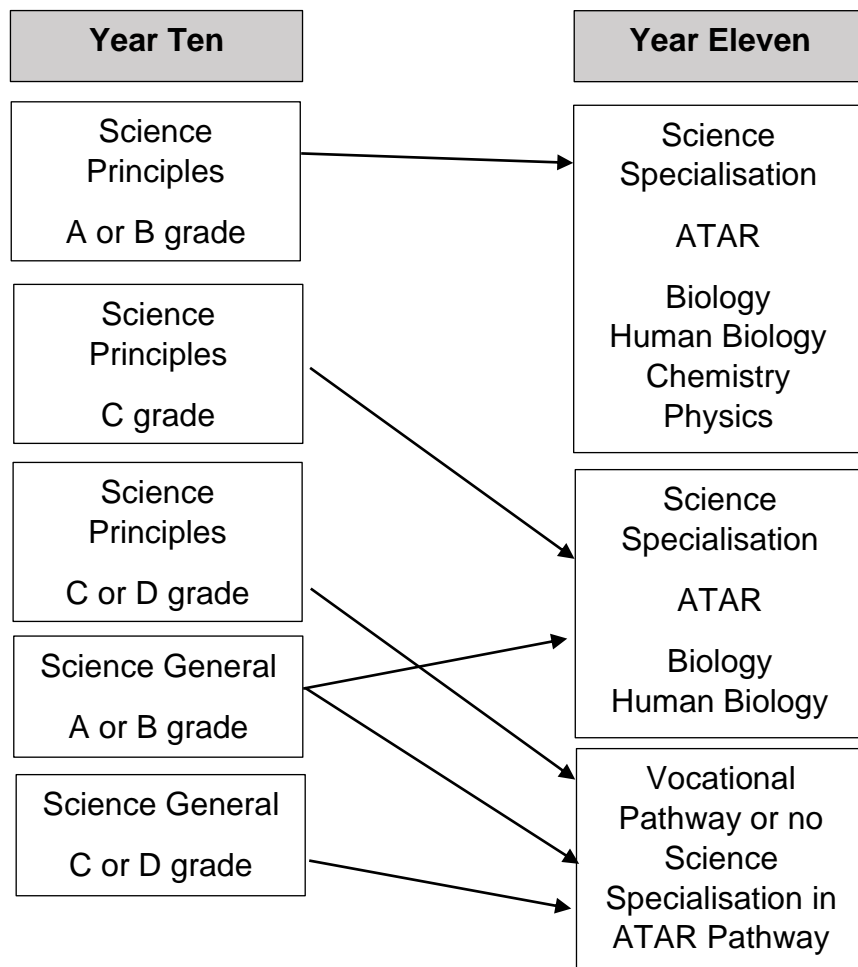 Year Ten
Year Eleven
Science
Principles
A or B grade
Science
Principles
C grade
Science
Principles
C or D grade
Science General
A or B grade
Science General
C or D grade
Science
Specialisation
ATAR
Biology
Human Biology
Chemistry
Physics
Science
Specialisation
ATAR
Biology
Human Biology
Vocational
Pathway or no
Science
Specialisation in
ATAR Pathway